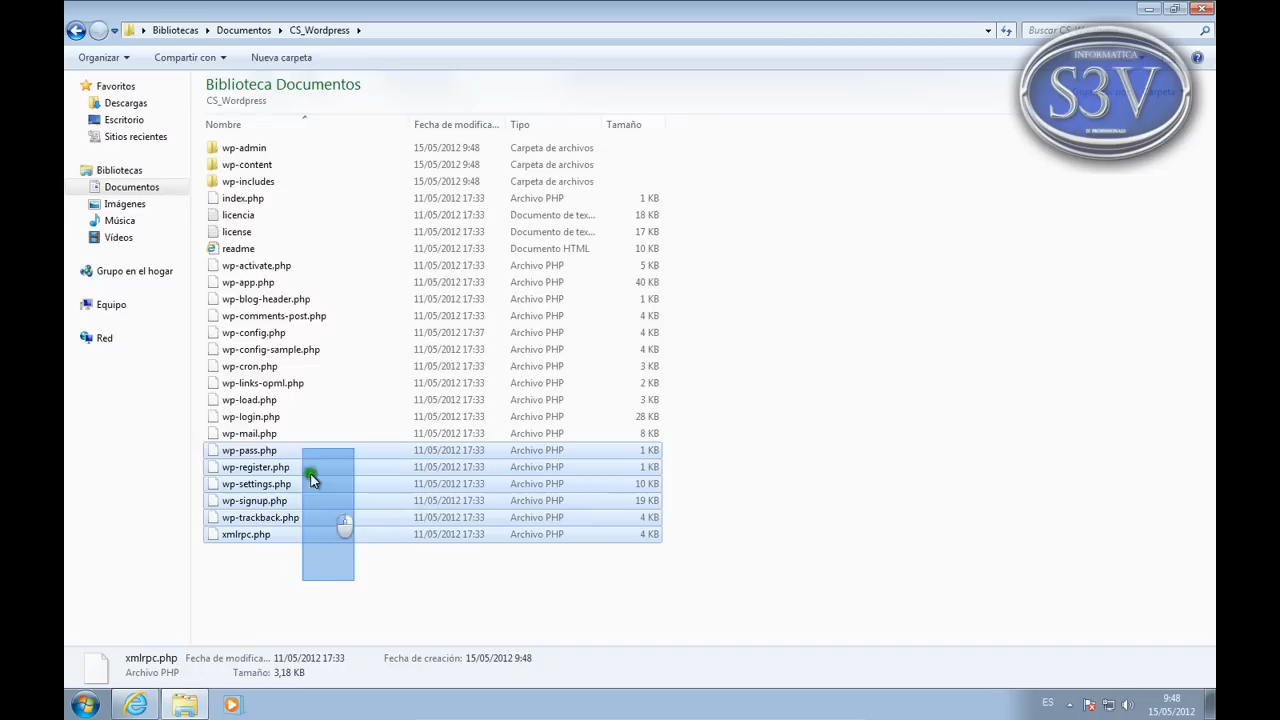 Bibliotecas Documentos CS_Wordpress
Organizar Compartir con Nueva carpeta
INFORMATICA
S3V
Biblioteca Documentos
CS_Wordpress
Favoritos
Descargas
Escritorio
Sitios recientes
Bibliotecas
Documentos
Imágenes
Música
Vídeos
Grupo en el hogar
Equipo
Red
Nombre Fecha de modifica... Tipo Tamaño
wp-admin 15/05/2012 9:48 Carpeta de archivos
wp-content 15/05/2012 9:48 Carpeta de archivos
wp-includes 15/05/2012 9:48 Carpeta de archivos
index.php 11/05/2012 17:33 Archivo PHP 1 KB
licencia 11/05/2012 17:33 Documento de tex... 18 KB
license 11/05/2012 17:33 Documento de tex... 17 KB
readme 11/05/2012 17:33 Documento HTML 10 KB
wp-activate.php 11/05/2012 17:33 Archivo PHP 5 KB
wp-app.php 11/05/2012 17:33 Archivo PHP 40 KB
wp-blog-header.php 11/05/2012 17:33 Archivo PHP 1 KB
wp-comments-post.php 11/05/2012 17:33 Archivo PHP 4 KB
wp-config.php 11/05/2012 17:37 Archivo PHP 4 KB
wp-config-sample.php 11/05/2012 17:33 Archivo PHP 4 KB
wp-cron.php 11/05/2012 17:33 Archivo PHP 3 KB
wp-links-opml.php 11/05/2012 17:33 Archivo PHP 2 KB
wp-load.php 11/05/2012 17:33 Archivo PHP 3 KB
wp-login.php 11/05/2012 17:33 Archivo PHP 28 KB
wp-mail.php 11/05/2012 17:33 Archivo PHP 8 KB
wp-pass.php 11/05/2012 17:33 Archivo PHP 1 KB
wp-register.php 11/05/2012 17:33 Archivo PHP 1 KB
wp-settings.php 11/05/2012 17:33 Archivo PHP 10 KB
wp-signup.php 11/05/2012 17:33 Archivo PHP 19 KB
wp-trackback.php 11/05/2012 17:33 Archivo PHP 4 KB
xmlrpc.php 11/05/2012 17:33 Archivo PHP 4 KB
xmlrpc.php Fecha de modifica... 11/05/2012 17:33 Fecha de creación: 15/05/2012 9:48
Archivo PHP Tamaño: 3,18 KB
ES 9:48
15/05/2012